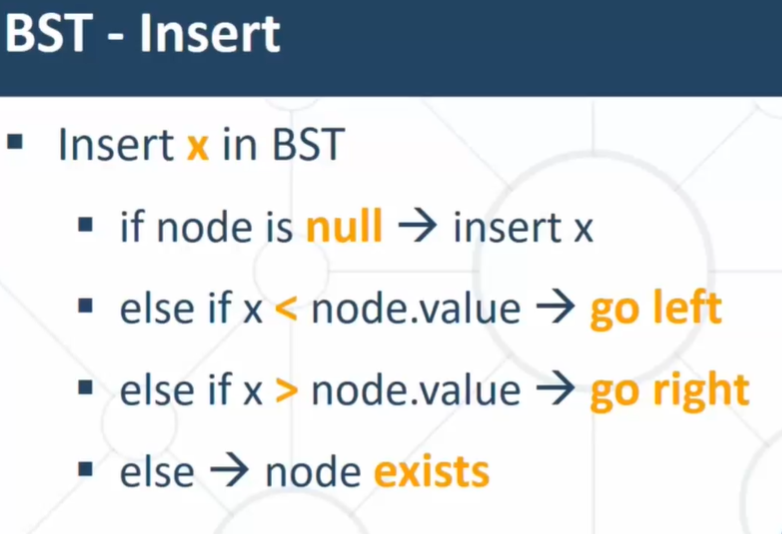 BST - Insert
▪ Insert x in BST
▪ if node is null → insert x
▪ else if x < node.value → go left
▪ else if x > node.value → go right
▪ else → node exists